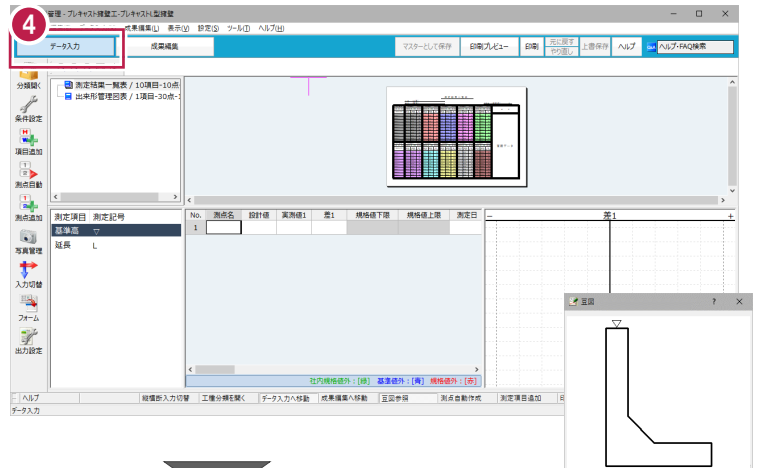 4
管理 - プレキャスト擁壁工-プレキャストL型擁壁
成果編集(L) 表示(V) 設定(S) ツール(T) ヘルプ(H)
データ入力
成果編集
マスターとして保存
印刷プレビュー
印刷
元に戻す
やり直し
上書保存
ヘルプ
Q&A ヘルプ・FAQ検索
分類開く
条件設定
項目追加
測点自動
測点追加
写真管理
入力切替
フォーム
出力設定
測定結果一覧表 / 10項目-10点
出来形管理図表 / 1項目-30点-1
測定項目 測定記号
基準高 ▽
延長 L
No. 測点名 設計値 実測値1 差1 規格値下限 規格値上限 測定日
1
- 差1 +
社内規格値外:[緑] 基準値外:[青] 規格値外:[赤]
豆図 ? ×
ヘルプ
縦横断入力切替 工種分類を開く データ入力へ移動 成果編集へ移動 豆図参照 測点自動作成 測定項目追加
データ入力